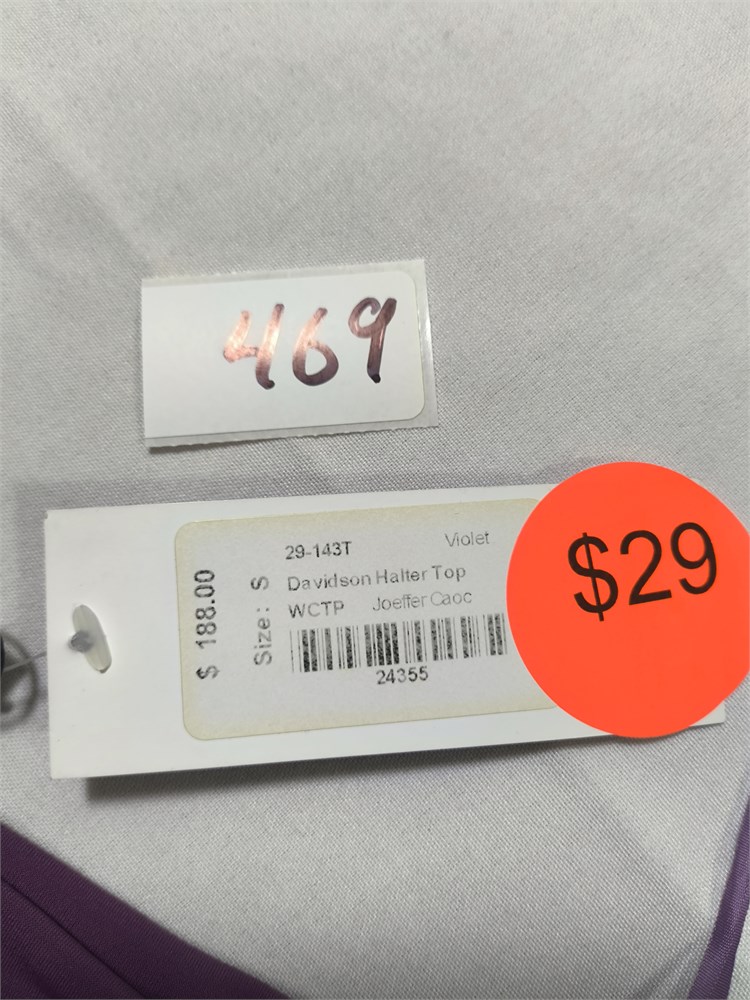 469
$ 188.00
Size: S
29-143T Violet
Davidson Halter Top
WCTP Joeffer Caoc
24355
$29